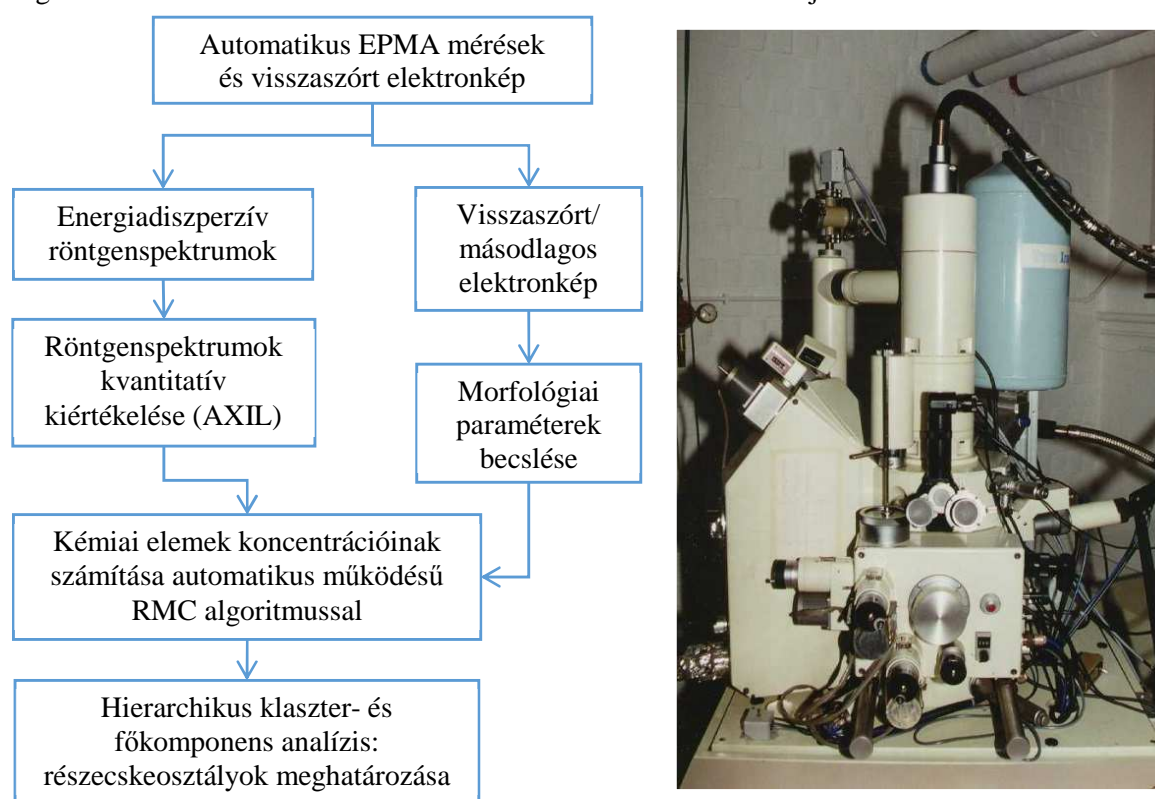 Automatikus EPMA mérések
és visszaszórt elektronkép
Energiadiszperzív
röntgenspektrumok
Visszaszórt/
másodlagos
elektronkép
Röntgenspektrumok
kvantitatív
kiértékelése (AXIL)
Morfológiai
paraméterek
becslése
Kémiai elemek koncentrációinak
számítása automatikus működésű
RMC algoritmussal
Hierarchikus klaszter- és
főkomponens analízis:
részecskeosztályok meghatározása